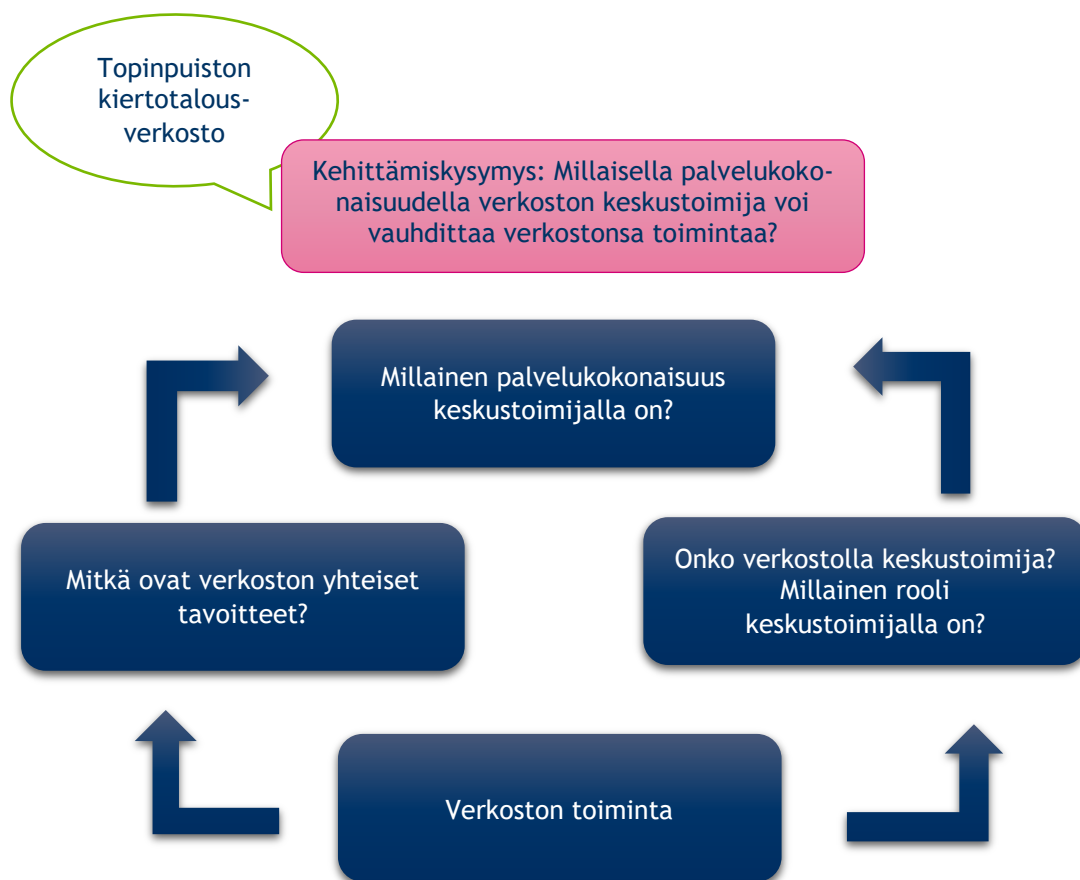 Topinpuiston
kiertotalous-
verkosto
Kehittämiskysymys: Millaisella palvelukoko-
naisuudella verkoston keskustoimija voi
vauhdittaa verkostonsa toimintaa?
Millainen palvelukokonaisuus
keskustoimijalla on?
Mitkä ovat verkoston yhteiset
tavoitteet?
Onko verkostolla keskustoimija?
Millainen rooli
keskustoimijalla on?
Verkoston toiminta